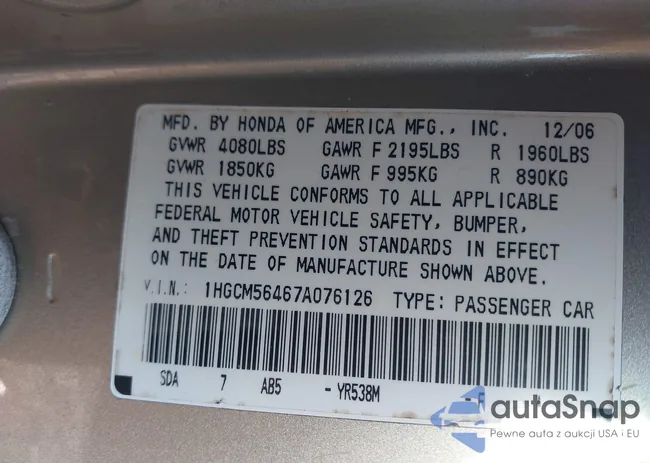 MFD. BY HONDA OF AMERICA MFG., INC. 12/06
GVWR 4080LBS GAWR F 2195LBS R 1960LBS
GVWR 1850KG GAWR F 995KG R 890KG
THIS VEHICLE CONFORMS TO ALL APPLICABLE
FEDERAL MOTOR VEHICLE SAFETY, BUMPER,
AND THEFT PREVENTION STANDARDS IN EFFECT
ON THE DATE OF MANUFACTURE SHOWN ABOVE.
V.I.N.: 1HGCM56467A076126 TYPE: PASSENGER CAR
SDA 7 AB5 - YR538M
autaSnap
Pewne auta z aukcji USA i EU